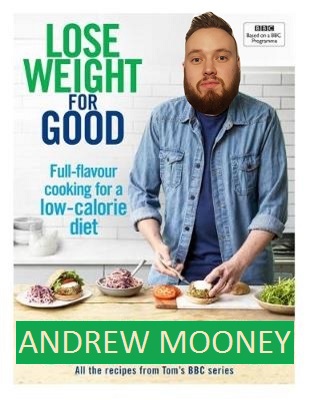 LOSE
WEIGHT
FOR
GOOD
BBC
Based on a BBC
Programme
Full-flavour
cooking for a
low-calorie
diet
ANDREW MOONEY
All the recipes from Tom's BBC series